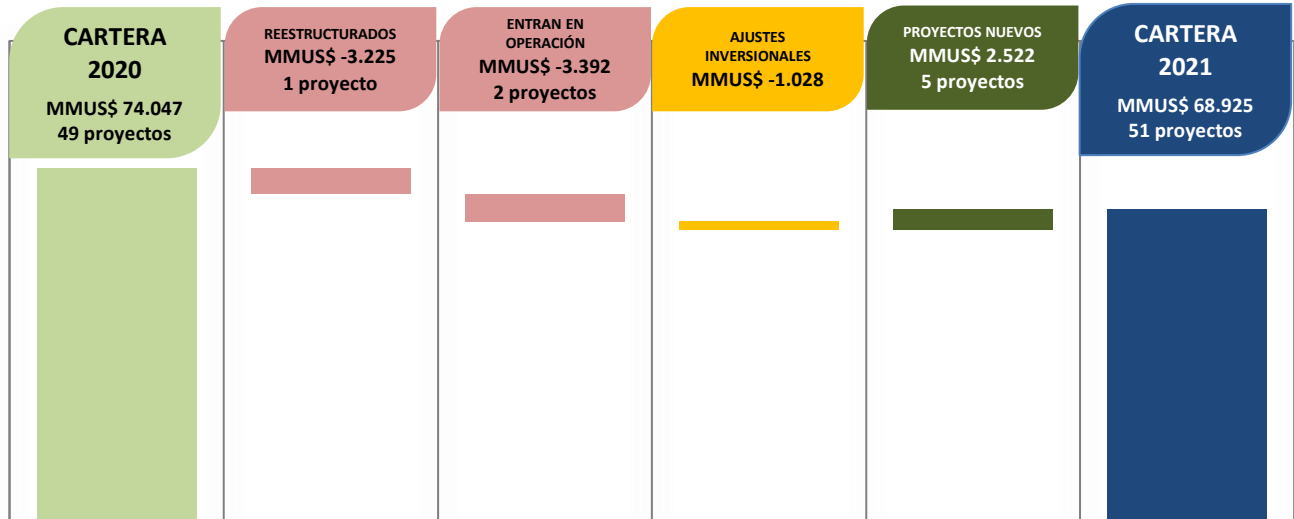 CARTERA
2020
MMUS$ 74.047
49 proyectos
REESTRUCTURADOS
MMUS$ -3.225
1 proyecto
ENTRAN EN
OPERACIÓN
MMUS$ -3.392
2 proyectos
AJUSTES
INVERSIONALES
MMUS$ -1.028
PROYECTOS NUEVOS
MMUS$ 2.522
5 proyectos
CARTERA
2021
MMUS$ 68.925
51 proyectos